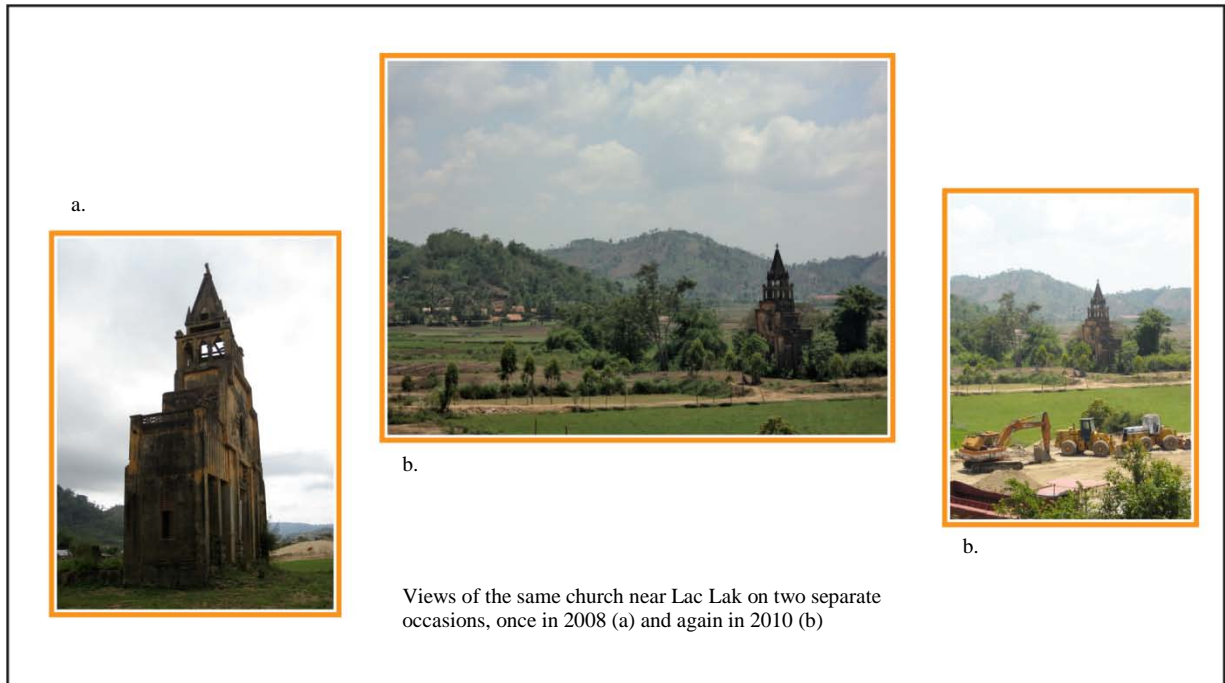 a.
b.
b.
Views of the same church near Lac Lak on two separate
occasions, once in 2008 (a) and again in 2010 (b)